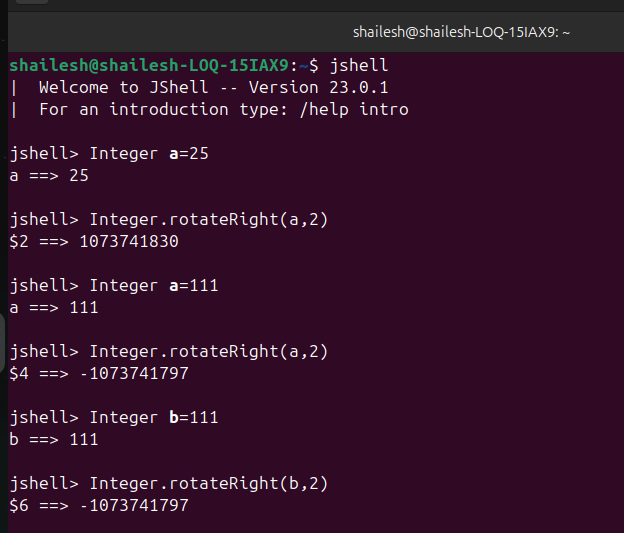 shailesh@shailesh-LOQ-15IAX9: ~
shailesh@shailesh-LOQ-15IAX9:~$ jshell
|  Welcome to JShell -- Version 23.0.1
|  For an introduction type: /help intro
jshell> Integer a=25
a ==> 25
jshell> Integer.rotateRight(a,2)
$2 ==> 1073741830
jshell> Integer a=111
a ==> 111
jshell> Integer.rotateRight(a,2)
$4 ==> -1073741797
jshell> Integer b=111
b ==> 111
jshell> Integer.rotateRight(b,2)
$6 ==> -1073741797